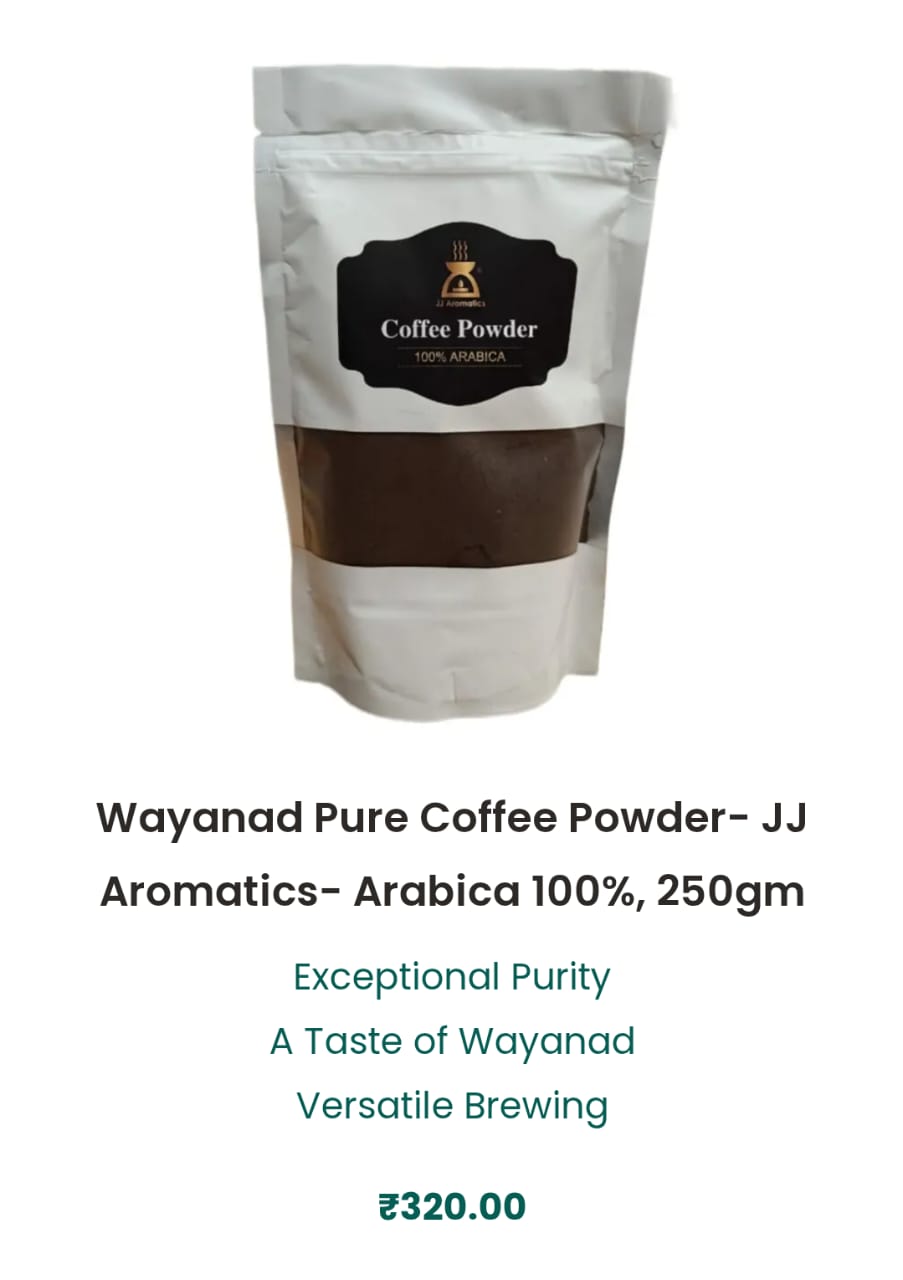 JJ Aromatics
Coffee Powder
100% ARABICA
Wayanad Pure Coffee Powder- JJ
Aromatics- Arabica 100%, 250gm
Exceptional Purity
A Taste of Wayanad
Versatile Brewing
₹320.00